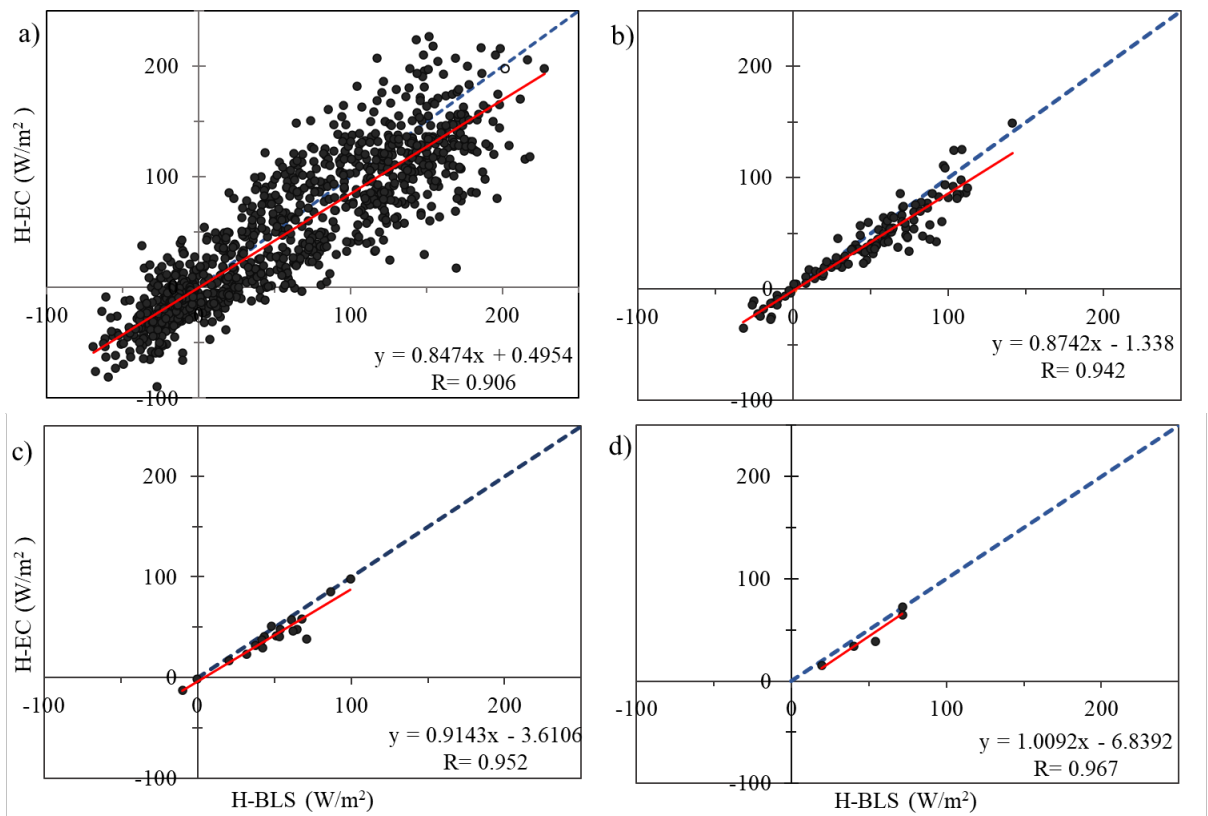 a)
H-EC (W/m²)
200
100
0
-100
-100
100
200
y = 0.8474x + 0.4954
R= 0.906
b)
200
100
0
-100
-100
0
100
200
y = 0.8742x - 1.338
R= 0.942
c)
H-EC (W/m²)
200
100
0
-100
-100
0
100
200
y = 0.9143x - 3.6106
R= 0.952
H-BLS (W/m²)
d)
200
100
0
-100
-100
0
100
200
y = 1.0092x - 6.8392
R= 0.967
H-BLS (W/m²)